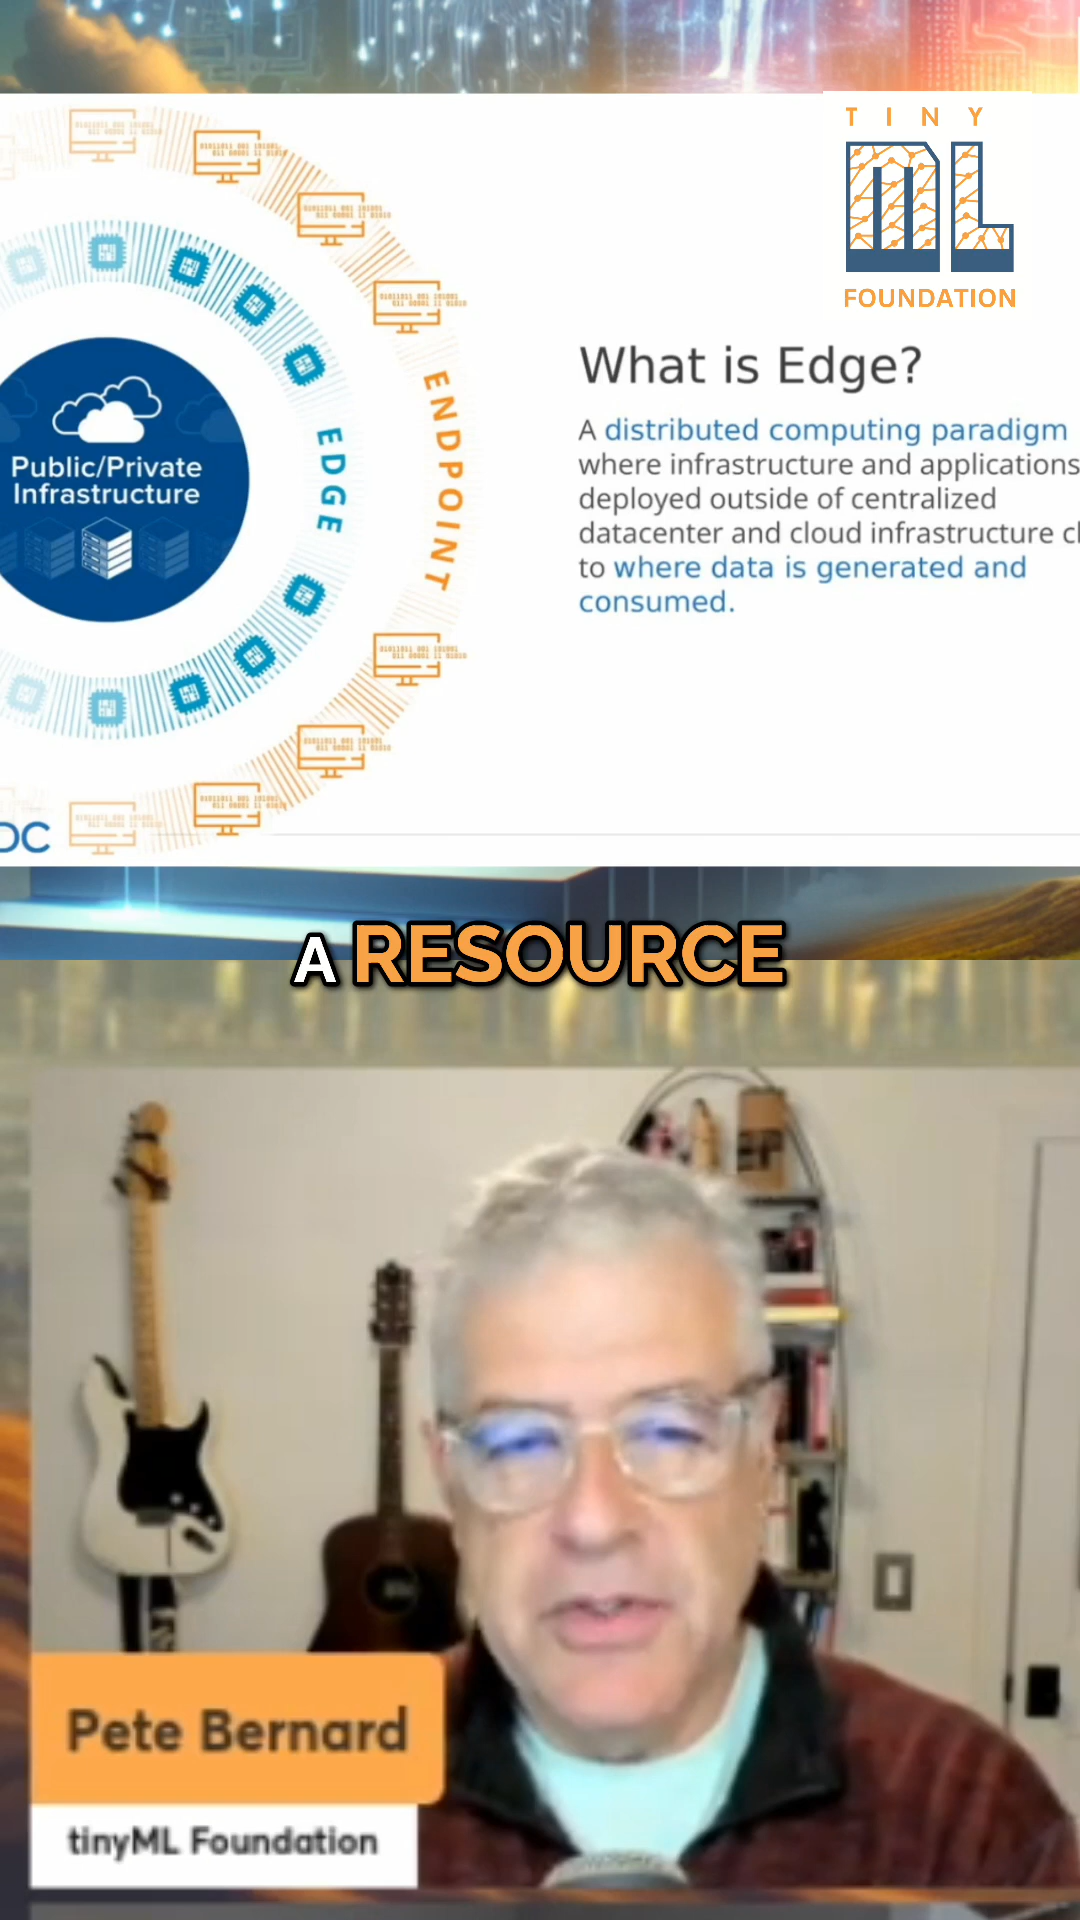 TINY
ML
FOUNDATION
What is Edge?
A distributed computing paradigm
where infrastructure and applications
deployed outside of centralized
datacenter and cloud infrastructure cl
to where data is generated and
consumed.
Public/Private
Infrastructure
EDGE
ENDPOINT
DC
A RESOURCE
Pete Bernard
tinyML Foundation